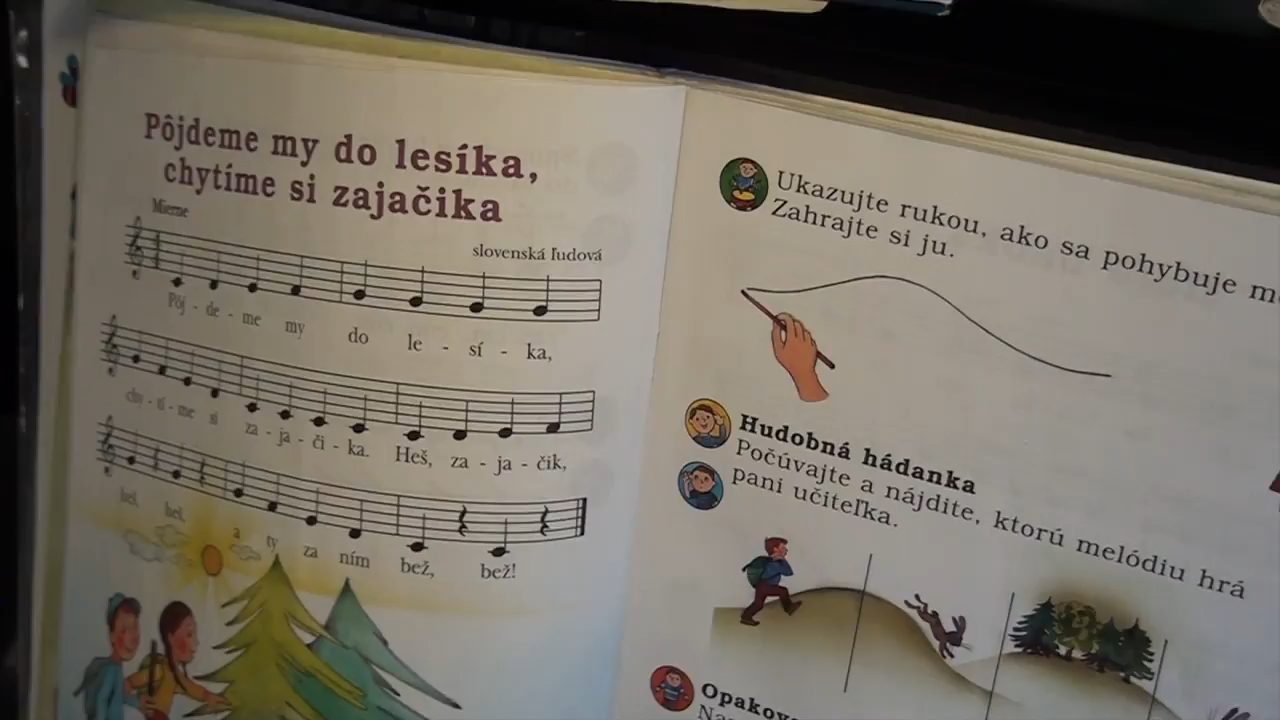 Pôjdeme my do lesíka,
chytíme si zajačika
Mierne
slovenská ľudová
Pôj - de - me my do le - sí - ka,
chy - tí - me si za - ja - či - ka. Heš, za - ja - čik,
heš, heš, a ty za ním bež, bež!
Ukazujte rukou, ako sa pohybuje
Zahrajte si ju.
Hudobná hádanka
Počúvajte a nájdite, ktorú melódiu hrá
pani učiteľka.